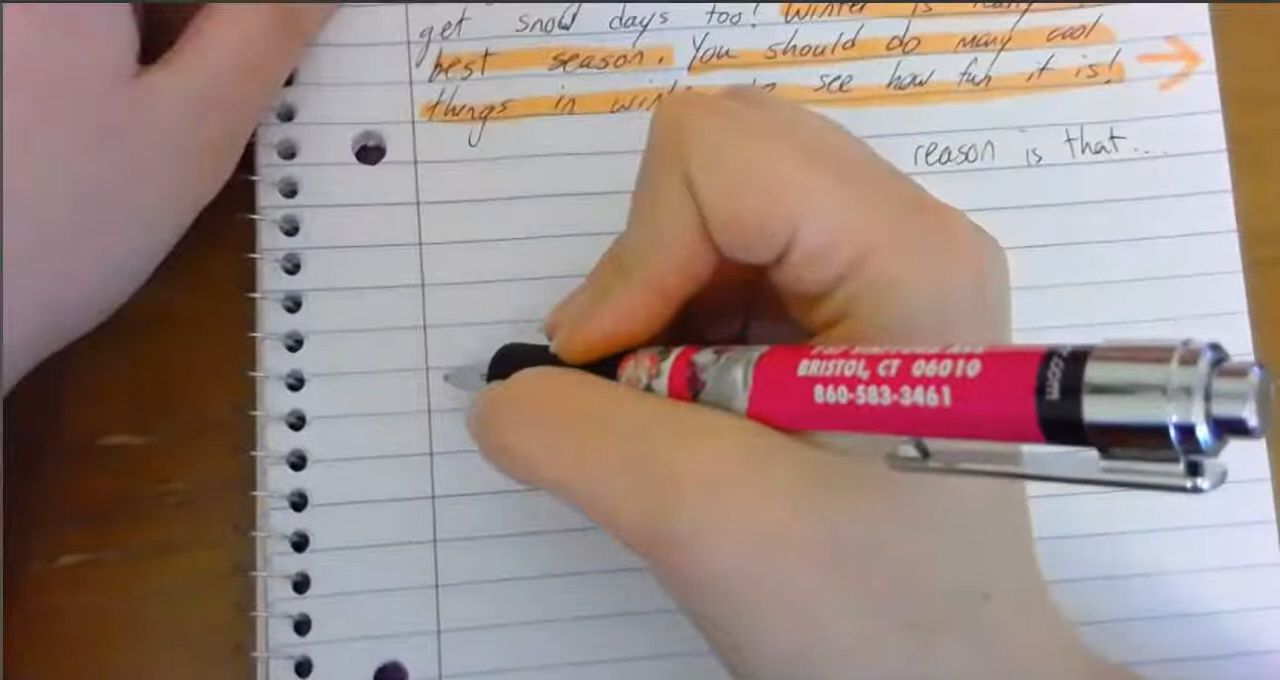 get snow days too! Winter is
best season. You should do many cool
things in see how fun it is!
reason is that...
BRISTOL, CT 06010
860-583-3461
.com